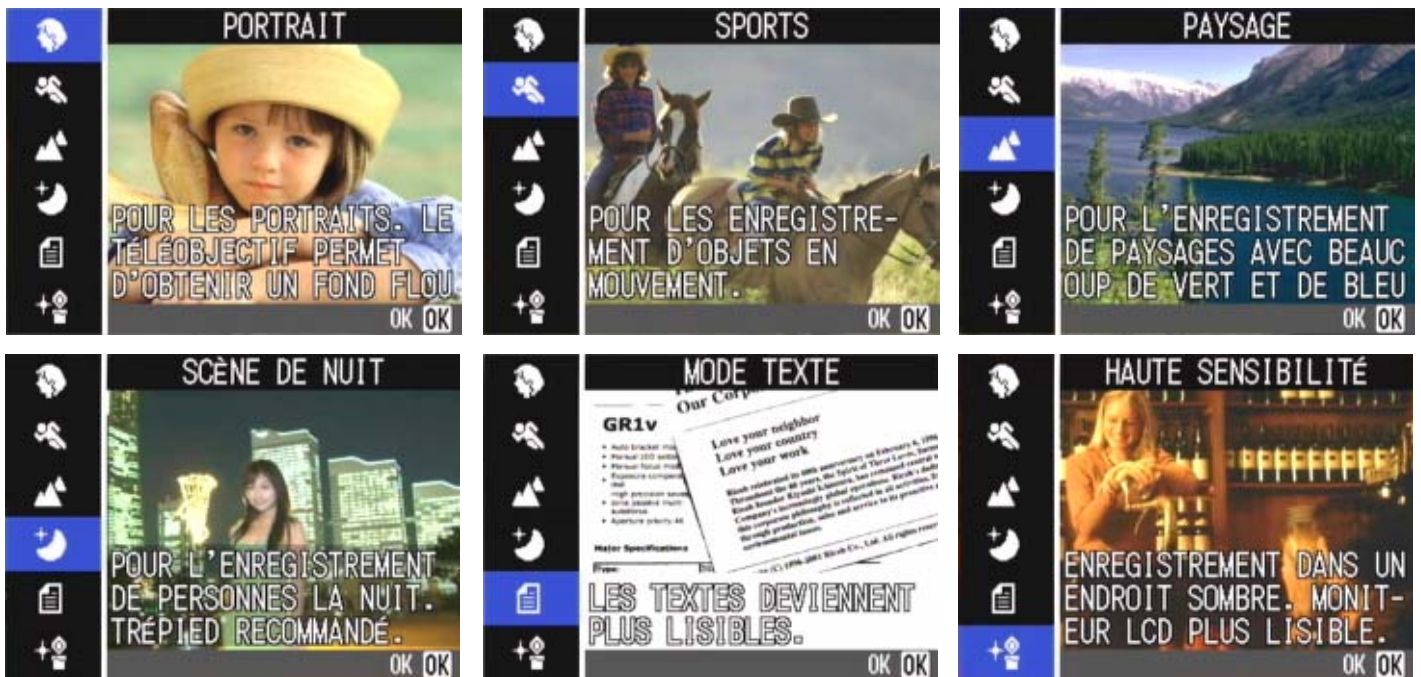 PORTRAIT
POUR LES PORTRAITS. LE
TÉLÉOBJECTIF PERMET
D'OBTENIR UN FOND FLOU
OK OK
SPORTS
POUR LES ENREGISTRE-
MENT D'OBJETS EN
MOUVEMENT.
OK OK
PAYSAGE
POUR L'ENREGISTREMENT
DE PAYSAGES AVEC BEAUC
OUP DE VERT ET DE BLEU
OK OK
SCÈNE DE NUIT
POUR L'ENREGISTREMENT
DE PERSONNES LA NUIT.
TRÉPIED RECOMMANDÉ.
OK OK
MODE TEXTE
Our
GR1v
Love your neighbor
Love your country
Love your work
Major Specifications
Type:
LES TEXTES DEVIENNENT
PLUS LISIBLES.
OK OK
HAUTE SENSIBILITÉ
ENREGISTREMENT DANS UN
ENDROIT SOMBRE. MONIT-
EUR LCD PLUS LISIBLE.
OK OK